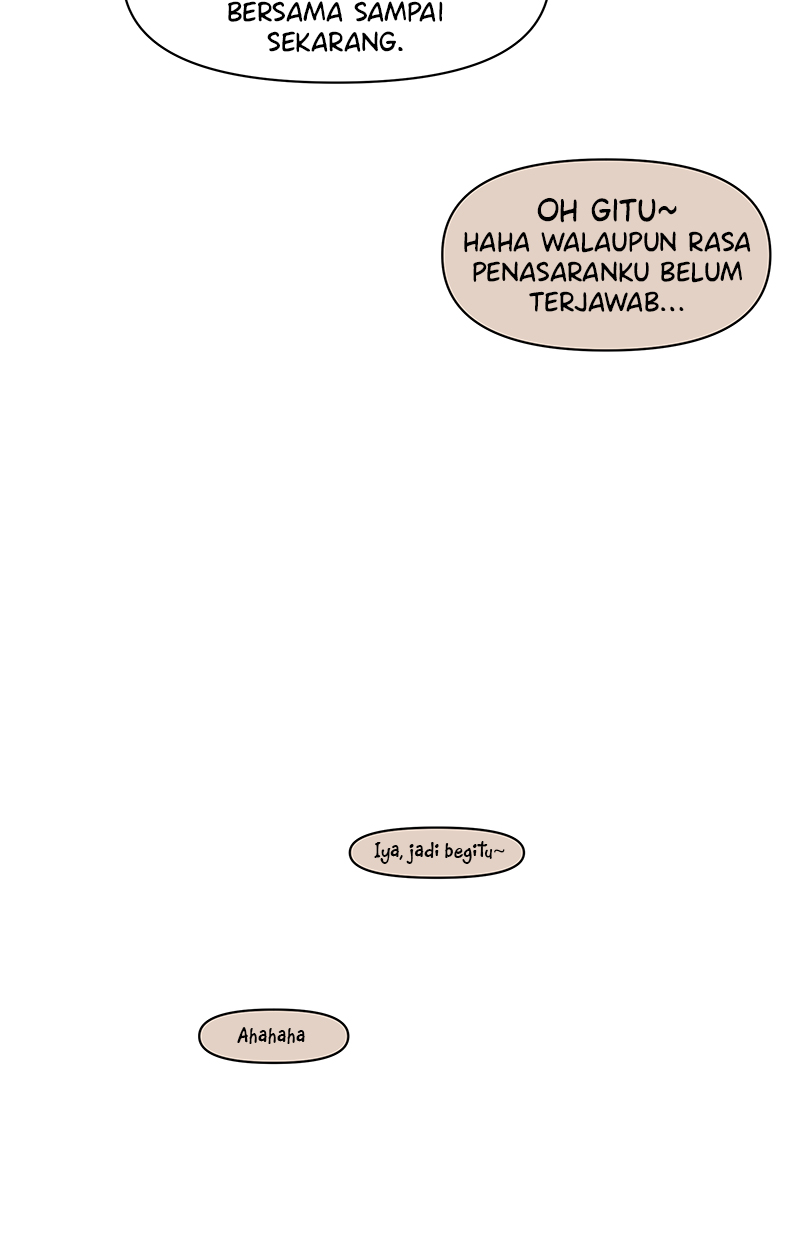 BERSAMA SAMPAI
SEKARANG.
OH GITU~
HAHA WALAUPUN RASA
PENASARANKU BELUM
TERJAWAB...
Iya, jadi begitu~
Ahahaha